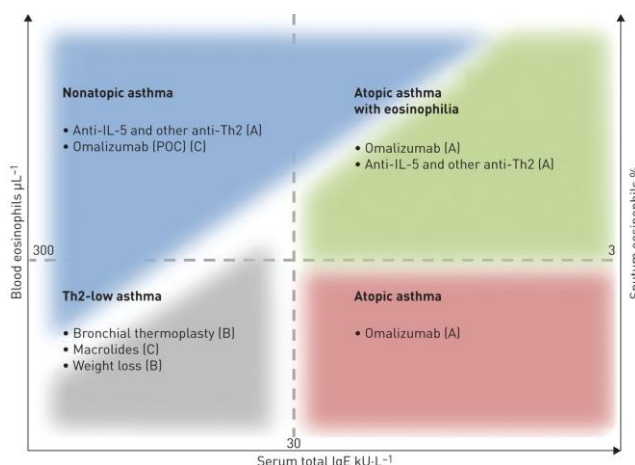 Nonatopic asthma
• Anti-IL-5 and other anti-Th2 (A)
• Omalizumab (POC) (C)
Atopic asthma
with eosinophilia
• Omalizumab (A)
• Anti-IL-5 and other anti-Th2 (A)
Blood eosinophils µL⁻¹
300
3
Sputum eosinophils %
Th2-low asthma
• Bronchial thermoplasty (B)
• Macrolides (C)
• Weight loss (B)
Atopic asthma
• Omalizumab (A)
30
Serum total IgE kU·L⁻¹